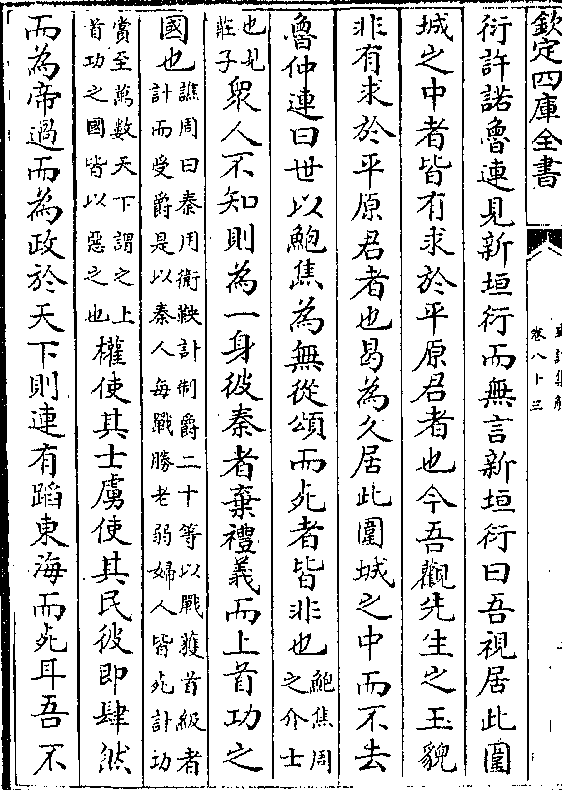 欽定四庫全書
史記集解
卷八十三
衍許諾魯連見新垣衍而無言新垣衍曰吾視居此圍
城之中者皆有求於平原君者也今吾觀先生之玉貌
非有求於平原君者也曷為久居此圍城之中而不去
魯仲連曰世以鮑焦為無從頌而死者皆非也鮑焦周
之介士
也見
莊子衆人不知則為一身彼秦者棄禮義而上首功之
國也譙周曰秦用衛鞅計制爵二十等以戰獲首級者
計而受爵是以秦人每戰勝老弱婦人皆死計功
賞至萬數天下謂之上
首功之國皆以惡之也權使其士虜使其民彼即肆然
而為帝過而為政於天下則連有蹈東海而死耳吾不